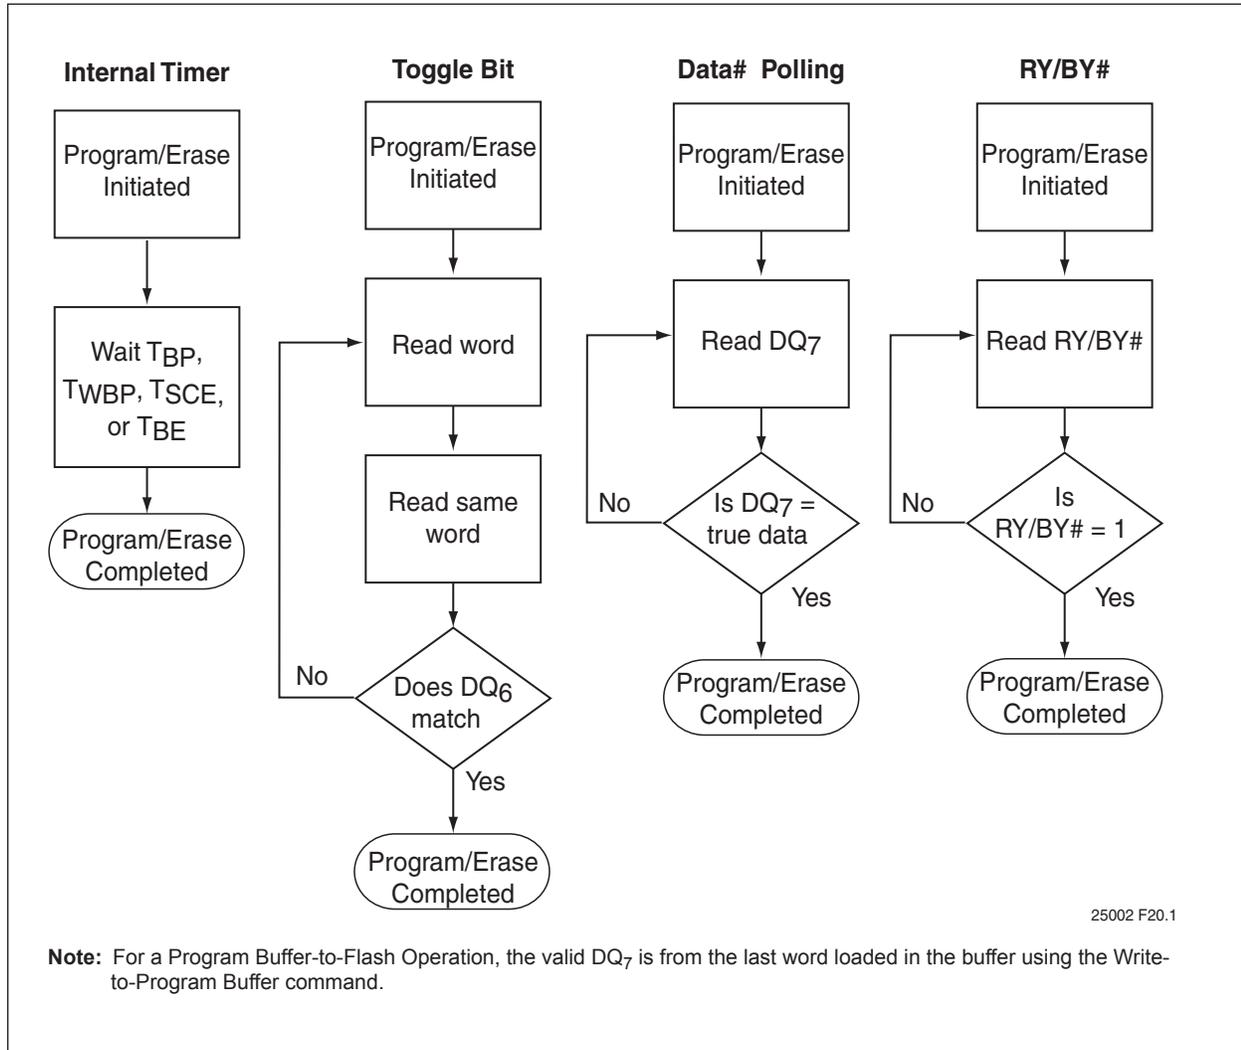 Internal Timer
Program/Erase
Initiated
Wait TBP,
TWBP, TSCE,
or TBE
Program/Erase
Completed
Toggle Bit
Program/Erase
Initiated
Read word
Read same
word
Does DQ6
match
No
Yes
Program/Erase
Completed
Data# Polling
Program/Erase
Initiated
Read DQ7
Is DQ7 =
true data
No
Yes
Program/Erase
Completed
RY/BY#
Program/Erase
Initiated
Read RY/BY#
Is
RY/BY# = 1
No
Yes
Program/Erase
Completed
25002 F20.1
Note: For a Program Buffer-to-Flash Operation, the valid DQ7 is from the last word loaded in the buffer using the Write-
to-Program Buffer command.